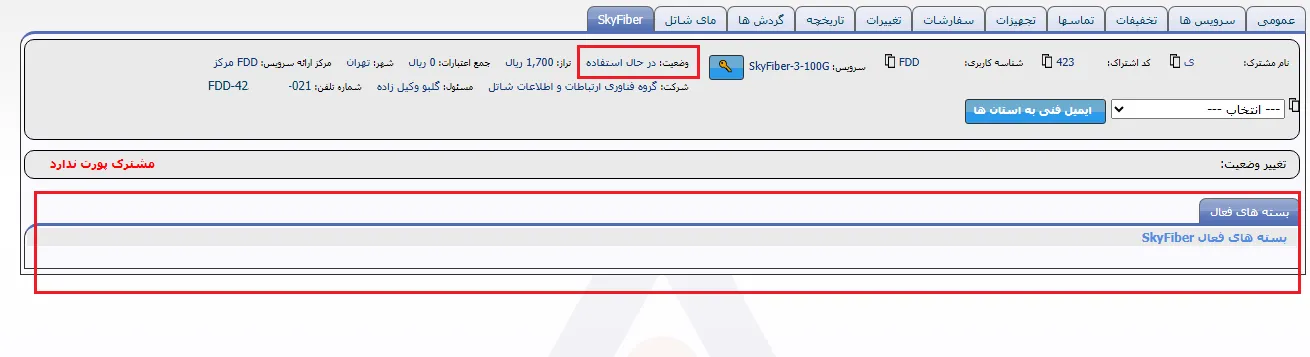 عمومی سرویس ها تخفیفات تماسها تجهیزات سفارشات تغییرات تاریخچه گردش ها مای شاتل SkyFiber
نام مشترک: ی کد اشتراک: 423 شناسه کاربری: FDD سرویس: SkyFiber-3-100G وضعیت: در حال استفاده تراز: 1,700 ریال جمع اعتبارات: 0 ریال شهر: تهران مرکز ارائه سرویس: FDD مرکز
شرکت: گروه فناوری ارتباطات و اطلاعات شاتل مسئول: گلبو وکیل زاده شماره تلفن: 021- FDD-42
--- انتخاب --- ایمیل فنی به استان ها
تغییر وضعیت: مشترک پورت ندارد
بسته های فعال
بسته های فعال SkyFiber